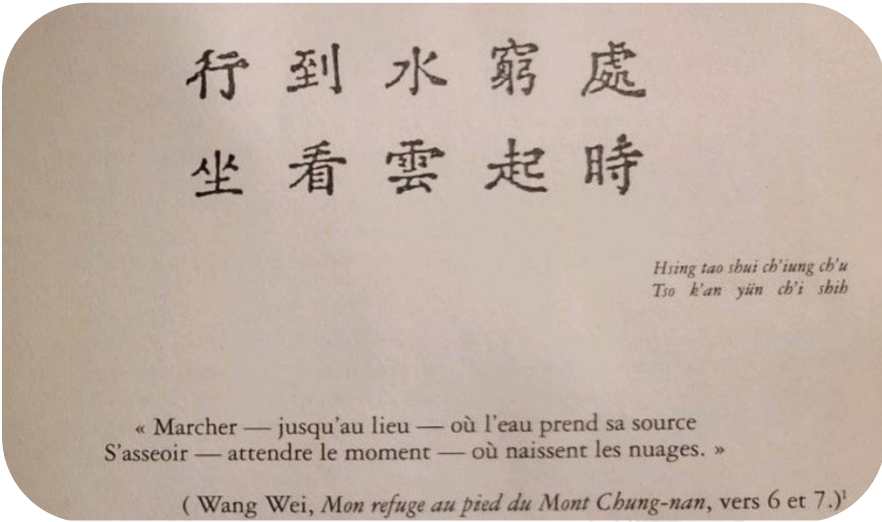 行到水窮處
坐看雲起時
Hsing tao shui ch'iung ch'u
Tso k'an yün ch'i shih
« Marcher — jusqu'au lieu — où l'eau prend sa source
S'asseoir — attendre le moment — où naissent les nuages. »
( Wang Wei, Mon refuge au pied du Mont Chung-nan, vers 6 et 7.)¹